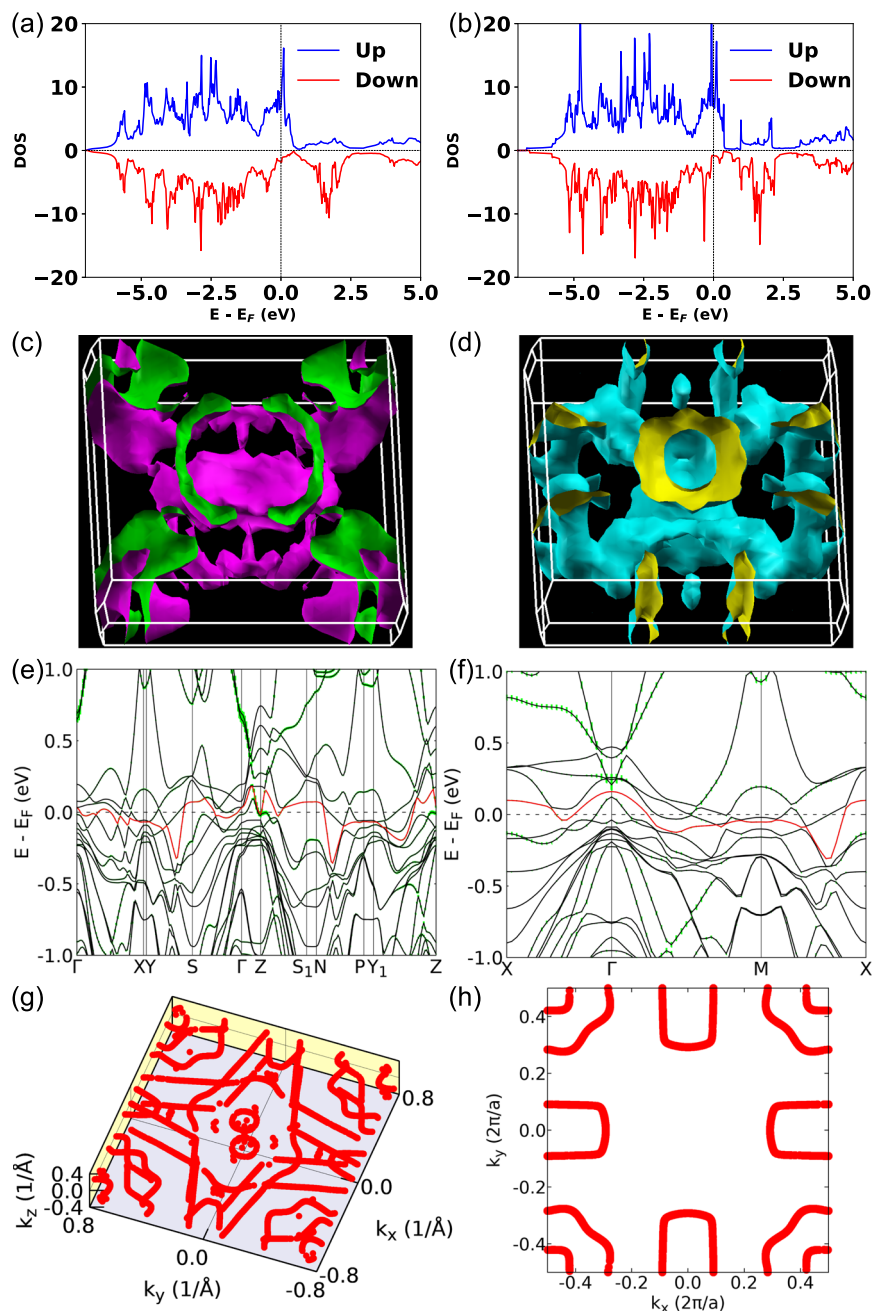 (a)
20
10
0
−10
−20
DOS
Up
Down
−5.0
−2.5
0.0
2.5
5.0
E - E_F (eV)
(b)
20
10
0
−10
−20
DOS
Up
Down
−5.0
−2.5
0.0
2.5
5.0
E - E_F (eV)
(c)
(d)
(e)
1.0
0.5
0.0
-0.5
-1.0
E - E_F (eV)
Γ XY S Γ Z S₁N PY₁ Z
(f)
1.0
0.5
0.0
-0.5
-1.0
E - E_F (eV)
X Γ M X
(g)
0.4
0.0
-0.4
k_z (1/Å)
0.8
0.0
-0.8
k_y (1/Å)
0.8
0.0
-0.8
k_x (1/Å)
(h)
0.4
0.2
0.0
-0.2
-0.4
k_y (2π/a)
-0.4 -0.2 0.0 0.2 0.4
k_x (2π/a)